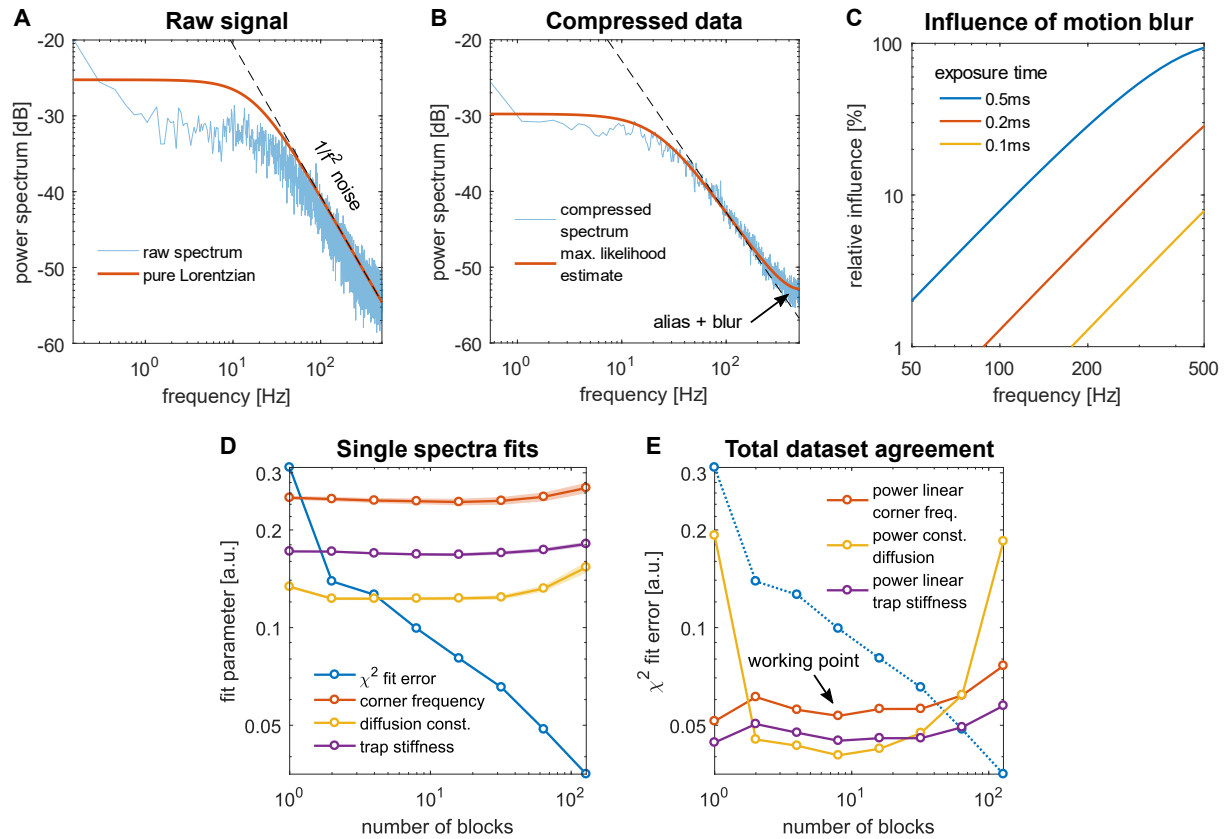 A
Raw signal
-20
-30
-40
-50
-60
power spectrum [dB]
1/f² noise
raw spectrum
pure Lorentzian
10⁰
10¹
10²
frequency [Hz]
B
Compressed data
-20
-30
-40
-50
-60
power spectrum [dB]
compressed
spectrum
max. likelihood
estimate
alias + blur
10⁰
10¹
10²
frequency [Hz]
C
Influence of motion blur
100
10
1
relative influence [%]
exposure time
0.5ms
0.2ms
0.1ms
50
100
200
500
frequency [Hz]
D
Single spectra fits
0.3
0.2
0.1
0.05
fit parameter [a.u.]
χ² fit error
corner frequency
diffusion const.
trap stiffness
10⁰
10¹
10²
number of blocks
E
Total dataset agreement
0.3
0.2
0.1
0.05
χ² fit error [a.u.]
power linear
corner freq.
power const.
diffusion
power linear
trap stiffness
working point
10⁰
10¹
10²
number of blocks